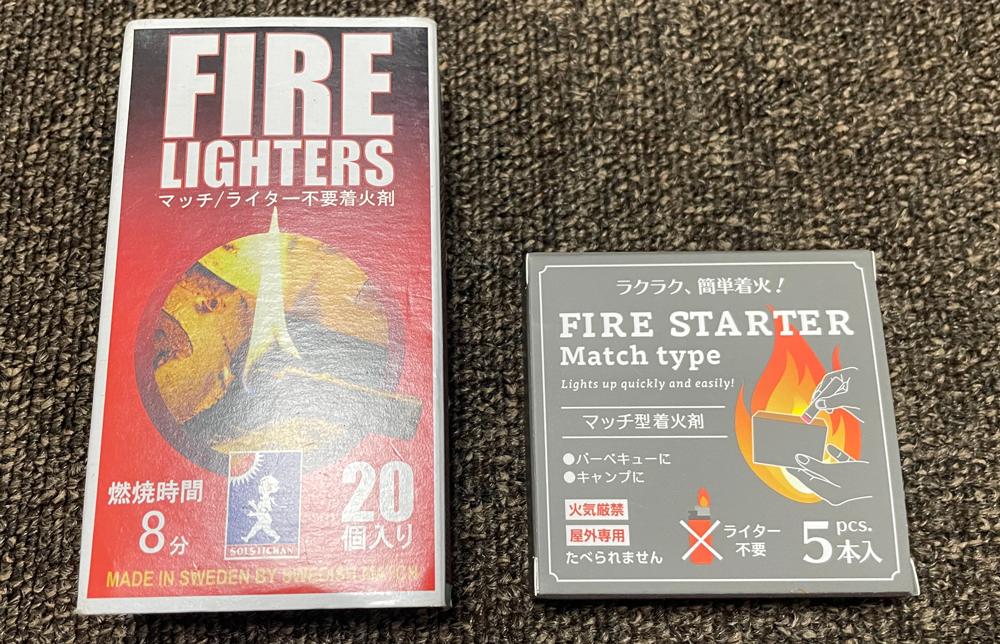 FIRE
LIGHTERS
マッチ/ライター不要着火剤
燃焼時間
8分
SOLSTICKAN
20
個入り
MADE IN SWEDEN BY SWEDISH MATCH
ラクラク、簡単着火!
FIRE STARTER
Match type
Lights up quickly and easily!
マッチ型着火剤
●バーベキューに
●キャンプに
火気厳禁
屋外専用
たべられません
ライター
不要
5pcs.
本入